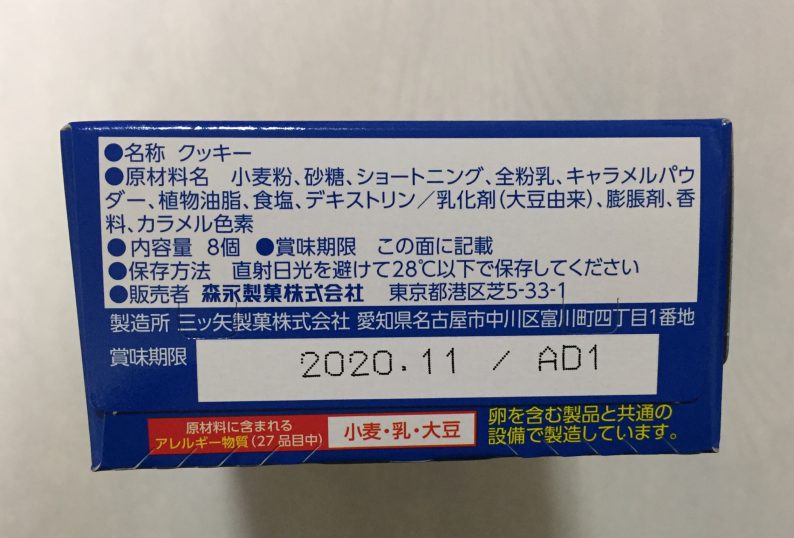 ●名称 クッキー
●原材料名 小麦粉、砂糖、ショートニング、全粉乳、キャラメルパウ
ダー、植物油脂、食塩、デキストリン／乳化剤(大豆由来)、膨脹剤、香
料、カラメル色素
●内容量 8個 ●賞味期限 この面に記載
●保存方法 直射日光を避けて28℃以下で保存してください
●販売者 森永製菓株式会社 東京都港区芝5-33-1
製造所 三ッ矢製菓株式会社 愛知県名古屋市中川区富川町四丁目1番地
賞味期限 2020.11 / AD1
原材料に含まれる
アレルギー物質(27品目中)
小麦・乳・大豆
卵を含む製品と共通の
設備で製造しています。